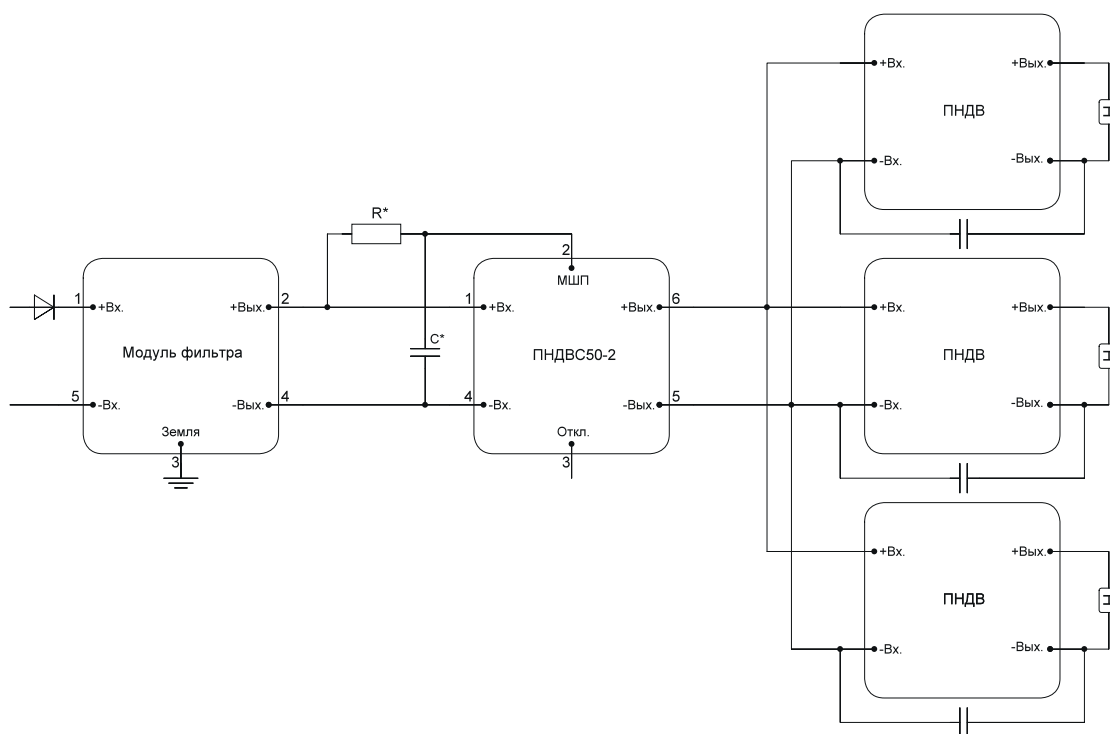 +Вх.
+Вых.
ПНДВ
-Вх.
-Вых.
R*
2
МШП
1
+Вх.
+Вых.
2
Модуль фильтра
5
-Вх.
-Вых.
4
Земля
3
C*
1
+Вх.
+Вых.
6
ПНДВС50-2
4
-Вх.
-Вых.
5
Откл.
3
+Вх.
+Вых.
ПНДВ
-Вх.
-Вых.
+Вх.
+Вых.
ПНДВ
-Вх.
-Вых.